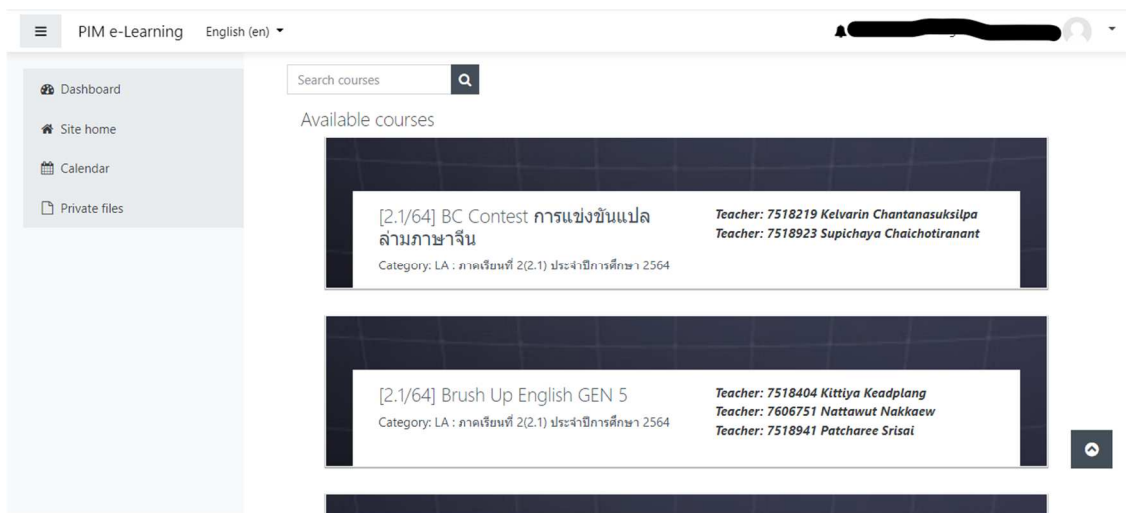 PIM e-Learning English (en)
Dashboard
Site home
Calendar
Private files
Search courses
Available courses
[2.1/64] BC Contest การแข่งขันแปล
ล่ามภาษาจีน
Category: LA : ภาคเรียนที่ 2(2.1) ประจำปีการศึกษา 2564
Teacher: 7518219 Kelvarin Chantanasuksilpa
Teacher: 7518923 Supichaya Chaichotiranant
[2.1/64] Brush Up English GEN 5
Category: LA : ภาคเรียนที่ 2(2.1) ประจำปีการศึกษา 2564
Teacher: 7518404 Kittiya Keadplang
Teacher: 7606751 Nattawut Nakkaew
Teacher: 7518941 Patcharee Srisai